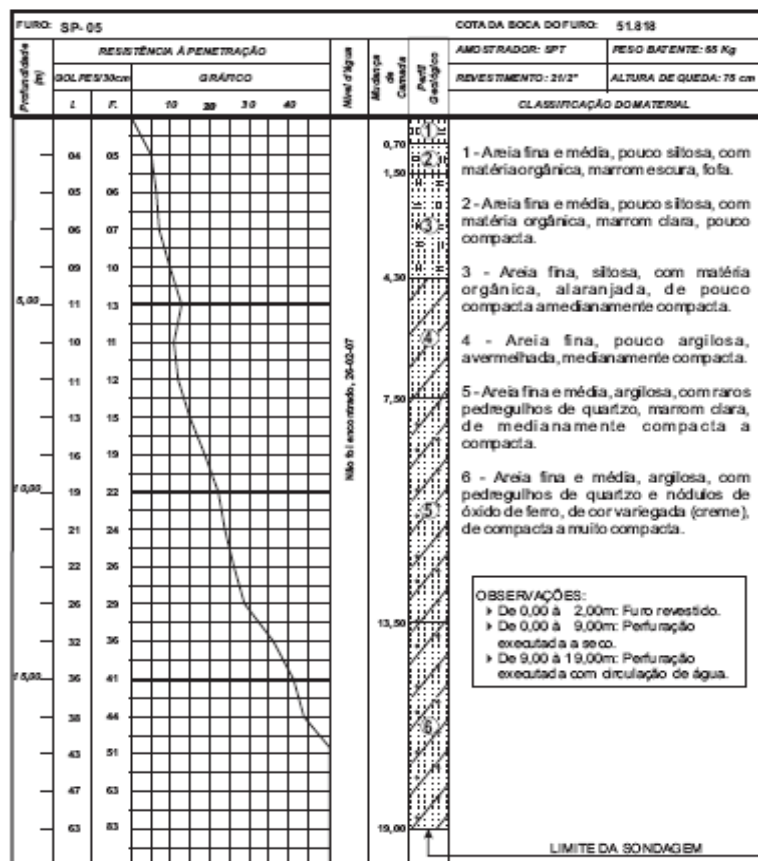 FURO: SP-05 COTA DA BOCA DO FURO: 51.818
Profundidade (m)
RESISTÊNCIA À PENETRAÇÃO
GOLPES/30cm GRÁFICO
I. F. 10 20 30 40
Nível d'Água
Mudança de Camada
Perfil Geológico
AMOSTRADOR: SPT PESO BATENTE: 65 Kg
REVESTIMENTO: 21/2" ALTURA DE QUEDA: 75 cm
CLASSIFICAÇÃO DO MATERIAL
04 05
05 06
06 07
09 10
5,00 11 13
10 11
11 12
13 15
16 19
10,00 19 22
21 24
22 26
26 29
32 36
15,00 36 41
38 44
43 51
47 63
63 83
Não foi encontrado, 26-02-07
0,70
1,50
4,30
7,50
13,50
19,00
1
2
3
4
5
6
1 - Areia fina e média, pouco siltosa, com
matéria orgânica, marrom escura, fofa.
2 - Areia fina e média, pouco siltosa, com
matéria orgânica, marrom clara, pouco
compacta.
3 - Areia fina, siltosa, com matéria
orgânica, alaranjada, de pouco
compacta a medianamente compacta.
4 - Areia fina, pouco argilosa,
avermelhada, medianamente compacta.
5 - Areia fina e média, argilosa, com raros
pedregulhos de quartzo, marrom clara,
de medianamente compacta a
compacta.
6 - Areia fina e média, argilosa, com
pedregulhos de quartzo e nódulos de
óxido de ferro, de cor variegada (creme),
de compacta a muito compacta.
OBSERVAÇÕES:
De 0,00 à 2,00m: Furo revestido.
De 0,00 à 9,00m: Perfuração
executada a seco.
De 9,00 à 19,00m: Perfuração
executada com circulação de água.
LIMITE DA SONDAGEM